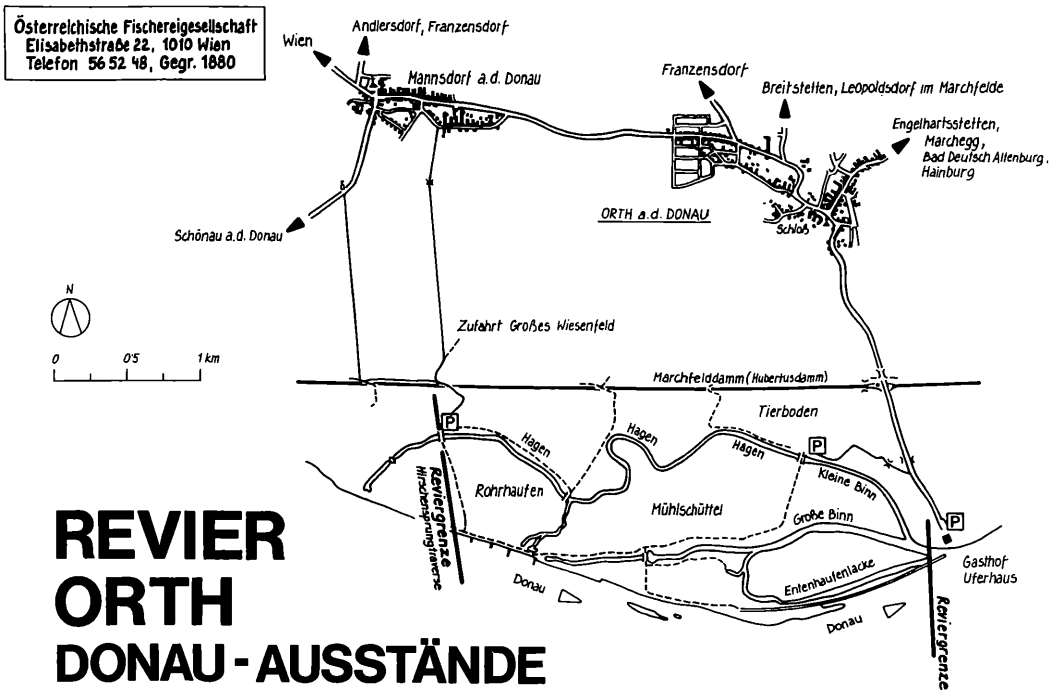 Österreichische Fischereigesellschaft
Elisabethstraße 22, 1010 Wien
Telefon 56 52 48, Gegr. 1880
Wien
Andlersdorf, Franzensdorf
Mannsdorf a.d. Donau
Franzensdorf
Breitstetten, Leopoldsdorf im Marchfelde
Engelhartsstetten,
Marchegg,
Bad Deutsch Altenburg,
Hainburg
ORTH a.d. DONAU
Schloß
Schönau a.d. Donau
N
0 0'5 1 km
Zufahrt Großes Wiesenfeld
Marchfelddamm (Hubertusdamm)
Tierboden
P
Hagen
Hagen
Hagen
P
Kleine Binn
Rohrhaufen
Mühlschüttel
Große Binn
P
Reviergrenze
Hirschensprungtraverse
Gasthof
Uferhaus
Entenhaufenlacke
Donau
Donau
Reviergrenze
REVIER
ORTH
DONAU-AUSSTÄNDE